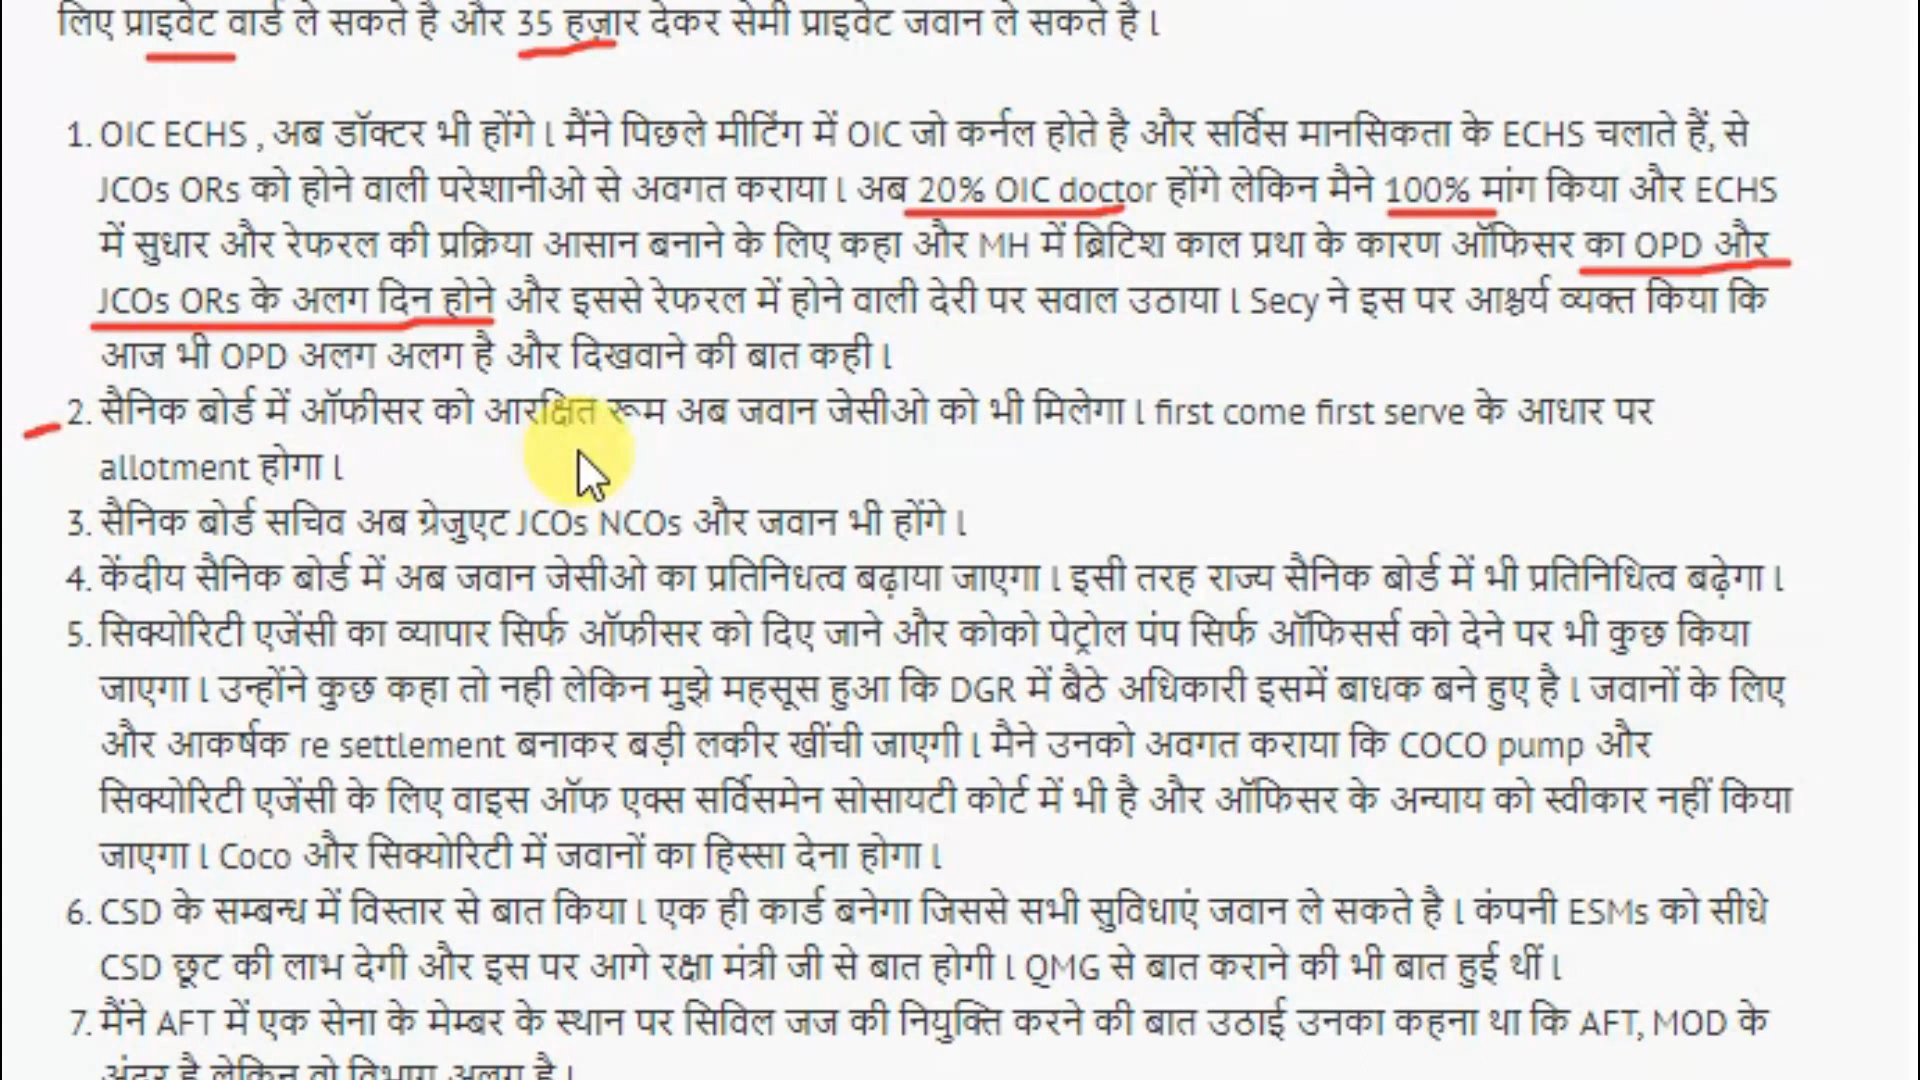 लिए प्राइवेट वार्ड ले सकते है और 35 हज़ार देकर सेमी प्राइवेट जवान ले सकते है l
1. OIC ECHS , अब डॉक्टर भी होंगे l मैंने पिछले मीटिंग में OIC जो कर्नल होते है और सर्विस मानसिकता के ECHS चलाते हैं, से
JCOs ORs को होने वाली परेशानीओ से अवगत कराया l अब 20% OIC doctor होंगे लेकिन मैने 100% मांग किया और ECHS
में सुधार और रेफरल की प्रक्रिया आसान बनाने के लिए कहा और MH में ब्रिटिश काल प्रथा के कारण ऑफिसर का OPD और
JCOs ORs के अलग दिन होने और इससे रेफरल में होने वाली देरी पर सवाल उठाया l Secy ने इस पर आश्चर्य व्यक्त किया कि
आज भी OPD अलग अलग है और दिखवाने की बात कही l
2. सैनिक बोर्ड में ऑफीसर को आरक्षित रूम अब जवान जेसीओ को भी मिलेगा l first come first serve के आधार पर
allotment होगा l
3. सैनिक बोर्ड सचिव अब ग्रेजुएट JCOs NCOs और जवान भी होंगे l
4. केंदीय सैनिक बोर्ड में अब जवान जेसीओ का प्रतिनिधत्व बढ़ाया जाएगा l इसी तरह राज्य सैनिक बोर्ड में भी प्रतिनिधित्व बढ़ेगा l
5. सिक्योरिटी एजेंसी का व्यापार सिर्फ ऑफीसर को दिए जाने और कोको पेट्रोल पंप सिर्फ ऑफिसर्स को देने पर भी कुछ किया
जाएगा l उन्होंने कुछ कहा तो नही लेकिन मुझे महसूस हुआ कि DGR में बैठे अधिकारी इसमें बाधक बने हुए है l जवानों के लिए
और आकर्षक re settlement बनाकर बड़ी लकीर खींची जाएगी l मैने उनको अवगत कराया कि COCO pump और
सिक्योरिटी एजेंसी के लिए वाइस ऑफ एक्स सर्विसमेन सोसायटी कोर्ट में भी है और ऑफिसर के अन्याय को स्वीकार नहीं किया
जाएगा l Coco और सिक्योरिटी में जवानों का हिस्सा देना होगा l
6. CSD के सम्बन्ध में विस्तार से बात किया l एक ही कार्ड बनेगा जिससे सभी सुविधाएं जवान ले सकते है l कंपनी ESMs को सीधे
CSD छूट की लाभ देगी और इस पर आगे रक्षा मंत्री जी से बात होगी l QMG से बात कराने की भी बात हुई थीं l
7. मैंने AFT में एक सेना के मेम्बर के स्थान पर सिविल जज की नियुक्ति करने की बात उठाई उनका कहना था कि AFT, MOD के
अंदर है लेकिन वो विभाग अलग है l